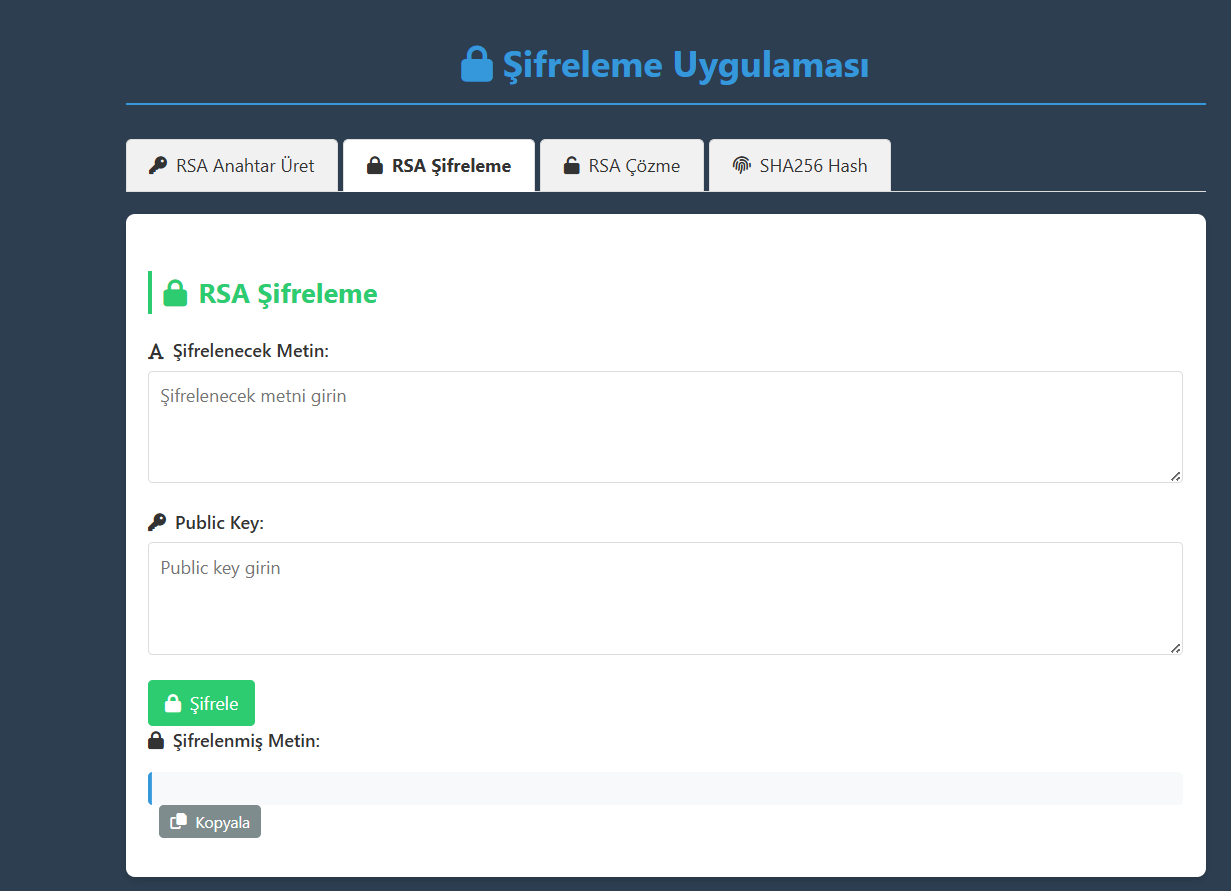 Şifreleme Uygulaması
RSA Anahtar Üret RSA Şifreleme RSA Çözme SHA256 Hash
RSA Şifreleme
Şifrelenecek Metin:
Şifrelenecek metni girin
Public Key:
Public key girin
Şifrele
Şifrelenmiş Metin:
Kopyala